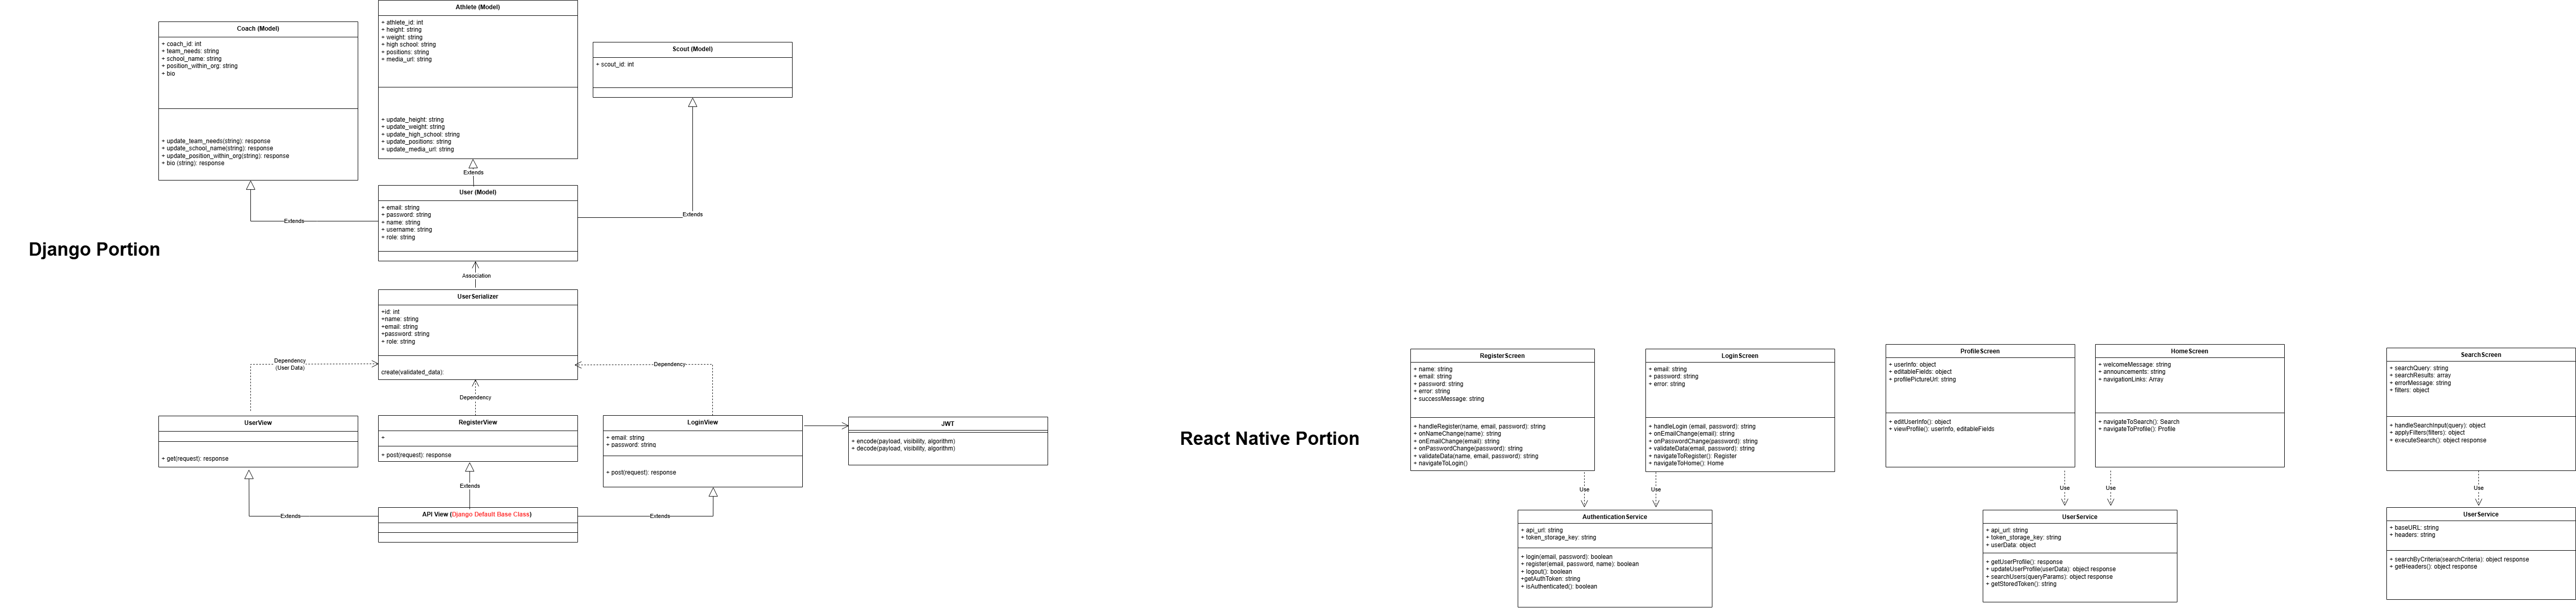 Athlete (Model)
+ athlete_id: int
+ height: string
+ weight: string
+ high school: string
+ positions: string
+ media_url: string
+ update_height: string
+ update_weight: string
+ update_high_school: string
+ update_positions: string
+ update_media_url: string
Coach (Model)
+ coach_id: int
+ team_needs: string
+ school_name: string
+ position_within_org: string
+ bio
+ update_team_needs(string): response
+ update_school_name(string): response
+ update_position_within_org(string): response
+ bio (string): response
Scout (Model)
+ scout_id: int
Extends
Extends
Extends
User (Model)
+ email: string
+ password: string
+ name: string
+ username: string
+ role: string
Django Portion
Association
UserSerializer
+id: int
+name: string
+email: string
+password: string
+ role: string
create(validated_data):
Dependency
(User Data)
Dependency
Dependency
UserView
+ get(request): response
RegisterView
+
+ post(request): response
LoginView
+ email: string
+ password: string
+ post(request): response
JWT
+ encode(payload, visibility, algorithm)
+ decode(payload, visibility, algorithm)
Extends
Extends
Extends
API View (Django Default Base Class)
React Native Portion
RegisterScreen
+ name: string
+ email: string
+ password: string
+ error: string
+ successMessage: string
+ handleRegister(name, email, password): string
+ onNameChange(name): string
+ onEmailChange(email): string
+ onPasswordChange(password): string
+ validateData(name, email, password): string
+ navigateToLogin()
LoginScreen
+ email: string
+ password: string
+ error: string
+ handleLogin (email, password): string
+ onEmailChange(email): string
+ onPasswordChange(password): string
+ validateData(email, password): string
+ navigateToRegister(): Register
+ navigateToHome(): Home
Use
Use
AuthenticationService
+ api_url: string
+ token_storage_key: string
+ login(email, password): boolean
+ register(email, password, name): boolean
+ logout(): boolean
+getAuthToken: string
+ isAuthenticated(): boolean
ProfileScreen
+ userInfo: object
+ editableFields: object
+ profilePictureUrl: string
+ editUserInfo(): object
+ viewProfile(): userInfo, editableFields
HomeScreen
+ welcomeMessage: string
+ announcements: string
+ navigationLinks: Array
+ navigateToSearch(): Search
+ navigateToProfile(): Profile
Use
Use
UserService
+ api_url: string
+ token_storage_key: string
+ userData: object
+ getUserProfile(): response
+ updateUserProfile(userData): object response
+ searchUsers(queryParams): object response
+ getStoredToken(): string
SearchScreen
+ searchQuery: string
+ searchResults: array
+ errorMessage: string
+ filters: object
+ handleSearchInput(query): object
+ applyFilters(filters): object
+ executeSearch(): object response
Use
UserService
+ baseURL: string
+ headers: string
+ searchByCriteria(searchCriteria): object response
+ getHeaders(): object response